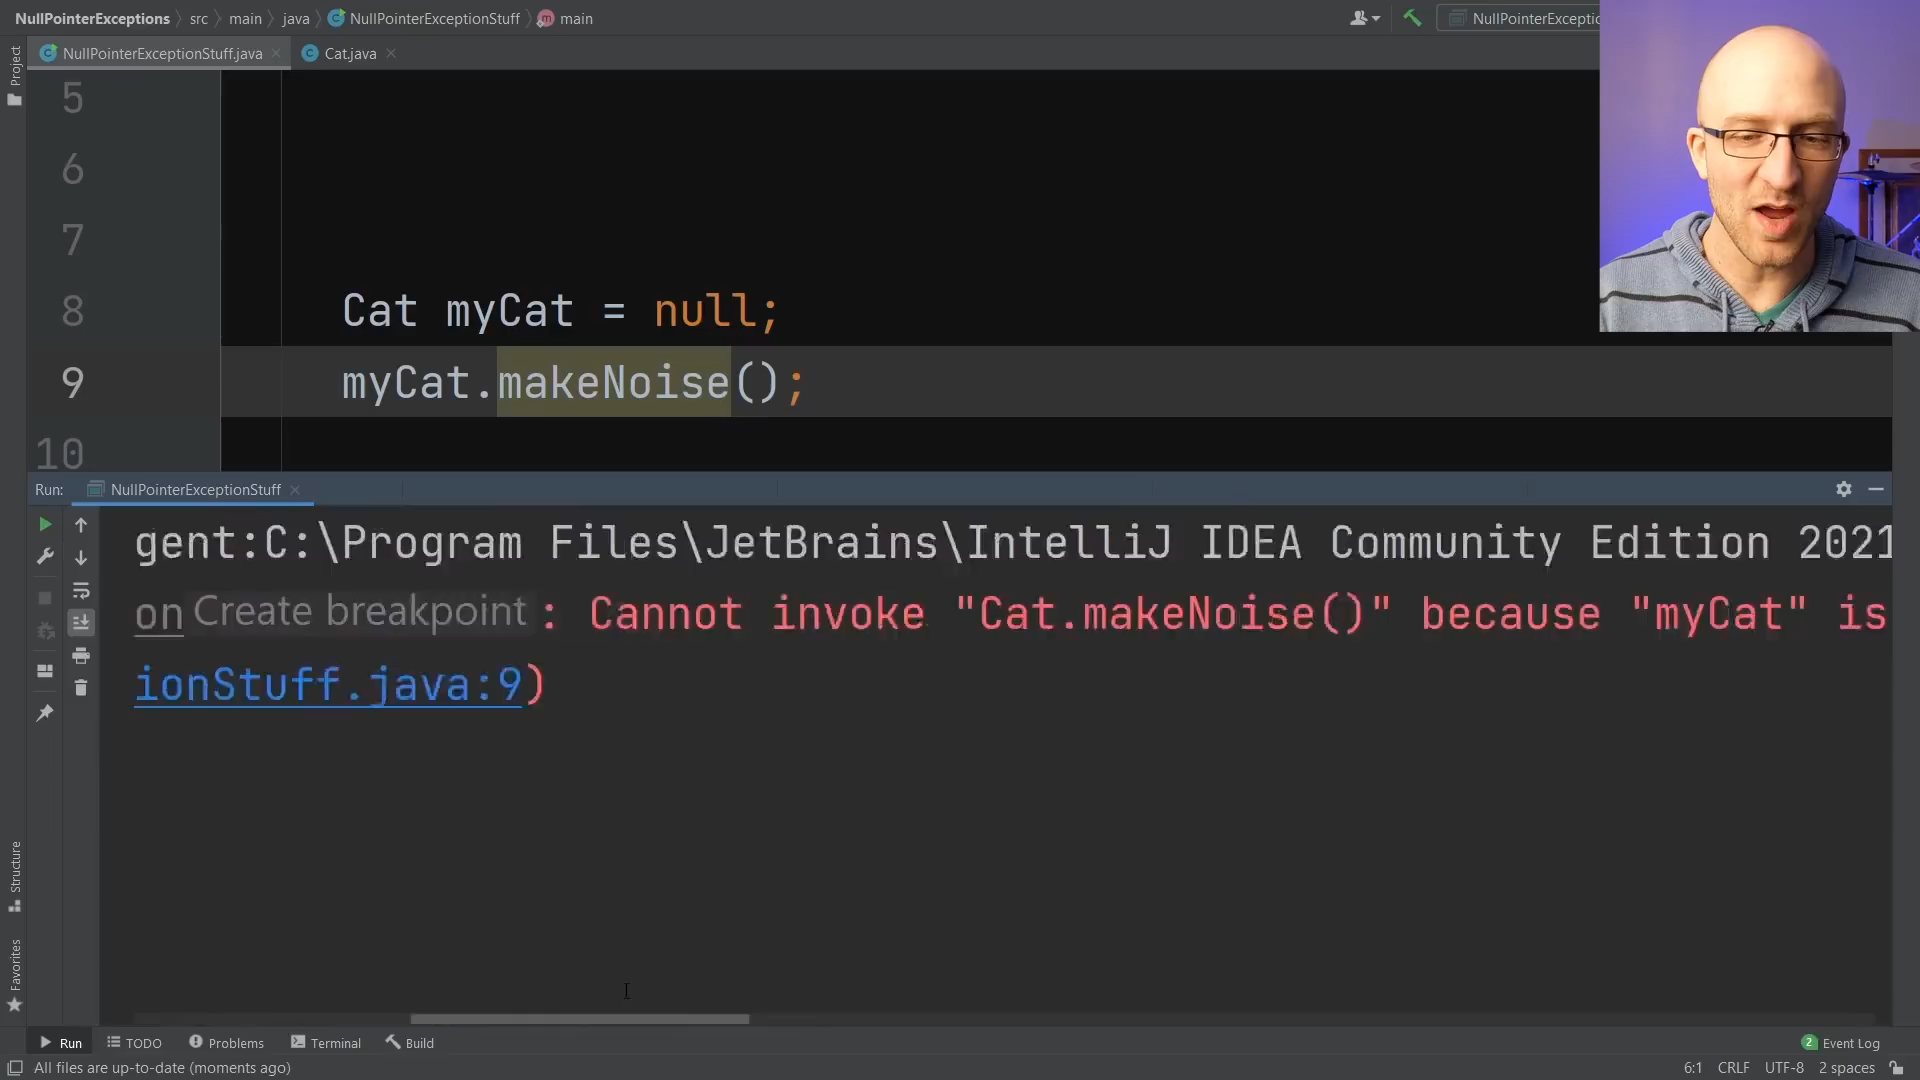 NullPointerExceptions src main java NullPointerExceptionStuff main
NullPointerExceptio
NullPointerExceptionStuff.java Cat.java
Project
5
6
7
8 Cat myCat = null;
9 myCat.makeNoise();
10
Run: NullPointerExceptionStuff
gent:C:\Program Files\JetBrains\IntelliJ IDEA Community Edition 2021
on Create breakpoint : Cannot invoke "Cat.makeNoise()" because "myCat" is
ionStuff.java:9)
Structure
Favorites
Run TODO Problems Terminal Build
2 Event Log
All files are up-to-date (moments ago)
6:1 CRLF UTF-8 2 spaces